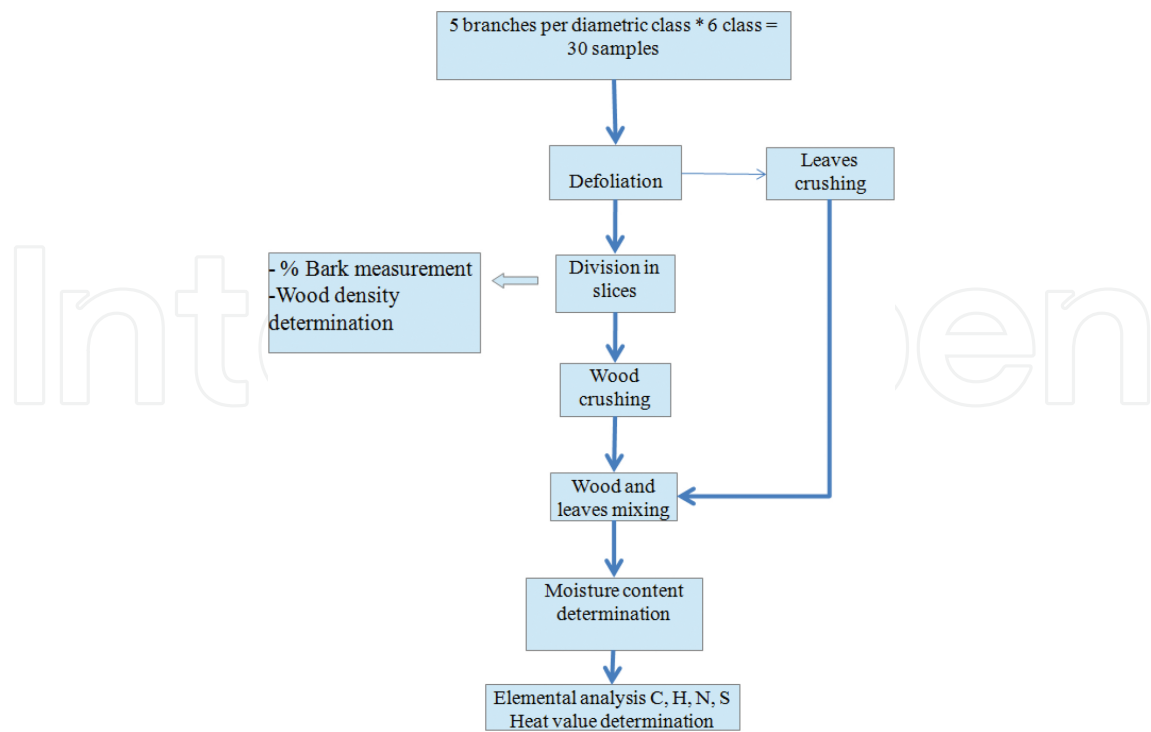 5 branches per diametric class * 6 class =
30 samples
Defoliation
Leaves
crushing
- % Bark measurement
-Wood density
determination
Division in
slices
Wood
crushing
Wood and
leaves mixing
Moisture content
determination
Elemental analysis C, H, N, S
Heat value determination